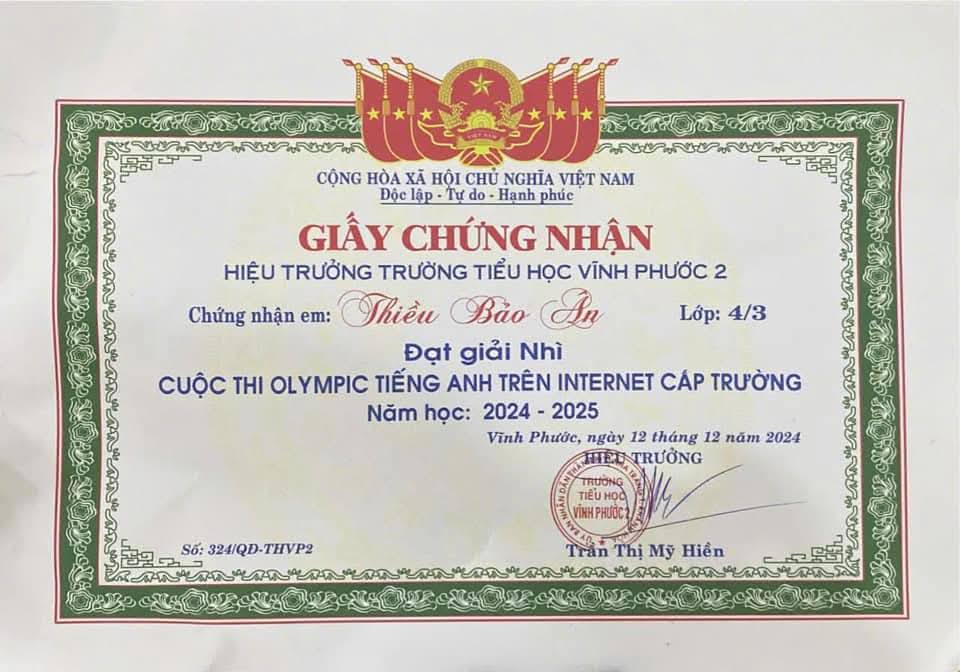 VIỆT NAM
CỘNG HÒA XÃ HỘI CHỦ NGHĨA VIỆT NAM
Độc lập - Tự do - Hạnh phúc
GIẤY CHỨNG NHẬN
HIỆU TRƯỞNG TRƯỜNG TIỂU HỌC VĨNH PHƯỚC 2
Chứng nhận em: Thiều Bảo Ân Lớp: 4/3
Đạt giải Nhì
CUỘC THI OLYMPIC TIẾNG ANH TRÊN INTERNET CẤP TRƯỜNG
Năm học: 2024 - 2025
Vĩnh Phước, ngày 12 tháng 12 năm 2024
HIỆU TRƯỞNG
TRƯỜNG
TIỂU HỌC
VĨNH PHƯỚC 2
Trần Thị Mỹ Hiền
Số: 324/QĐ-THVP2